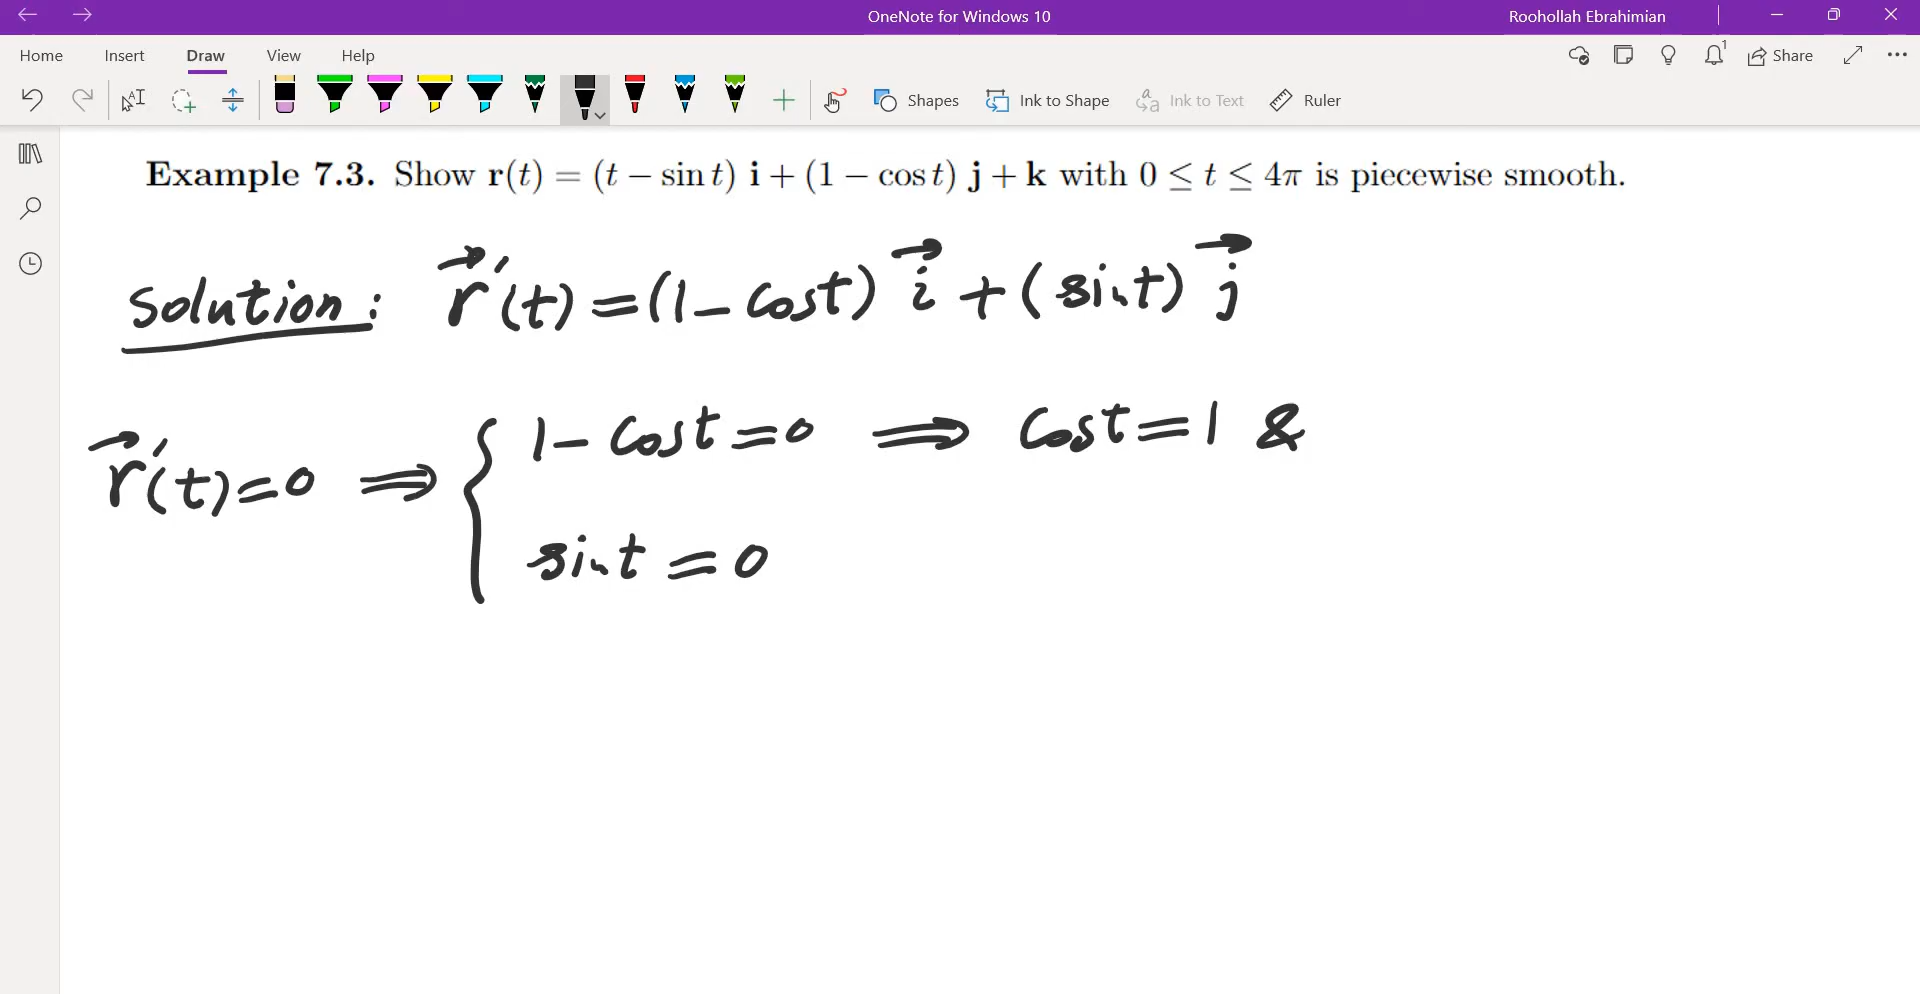 OneNote for Windows 10
Roohollah Ebrahimian
Home Insert Draw View Help
1 Share
Shapes Ink to Shape Ink to Text Ruler
Example 7.3. Show r(t) = (t − sin t) i + (1 − cos t) j + k with 0 ≤ t ≤ 4π is piecewise smooth.
Solution: r⃗′(t) = (1 − cost) i⃗ + (sint) j⃗
r⃗′(t) = 0 ⟹ { 1 − cost = 0 ⟹ cost = 1 &
sint = 0